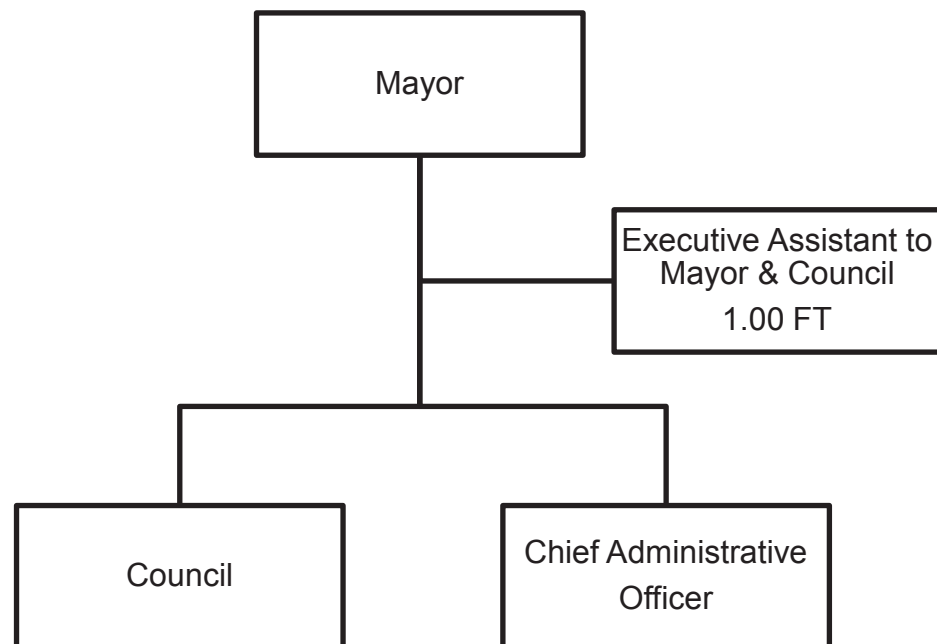 Mayor
Executive Assistant to
Mayor & Council
1.00 FT
Council
Chief Administrative
Officer